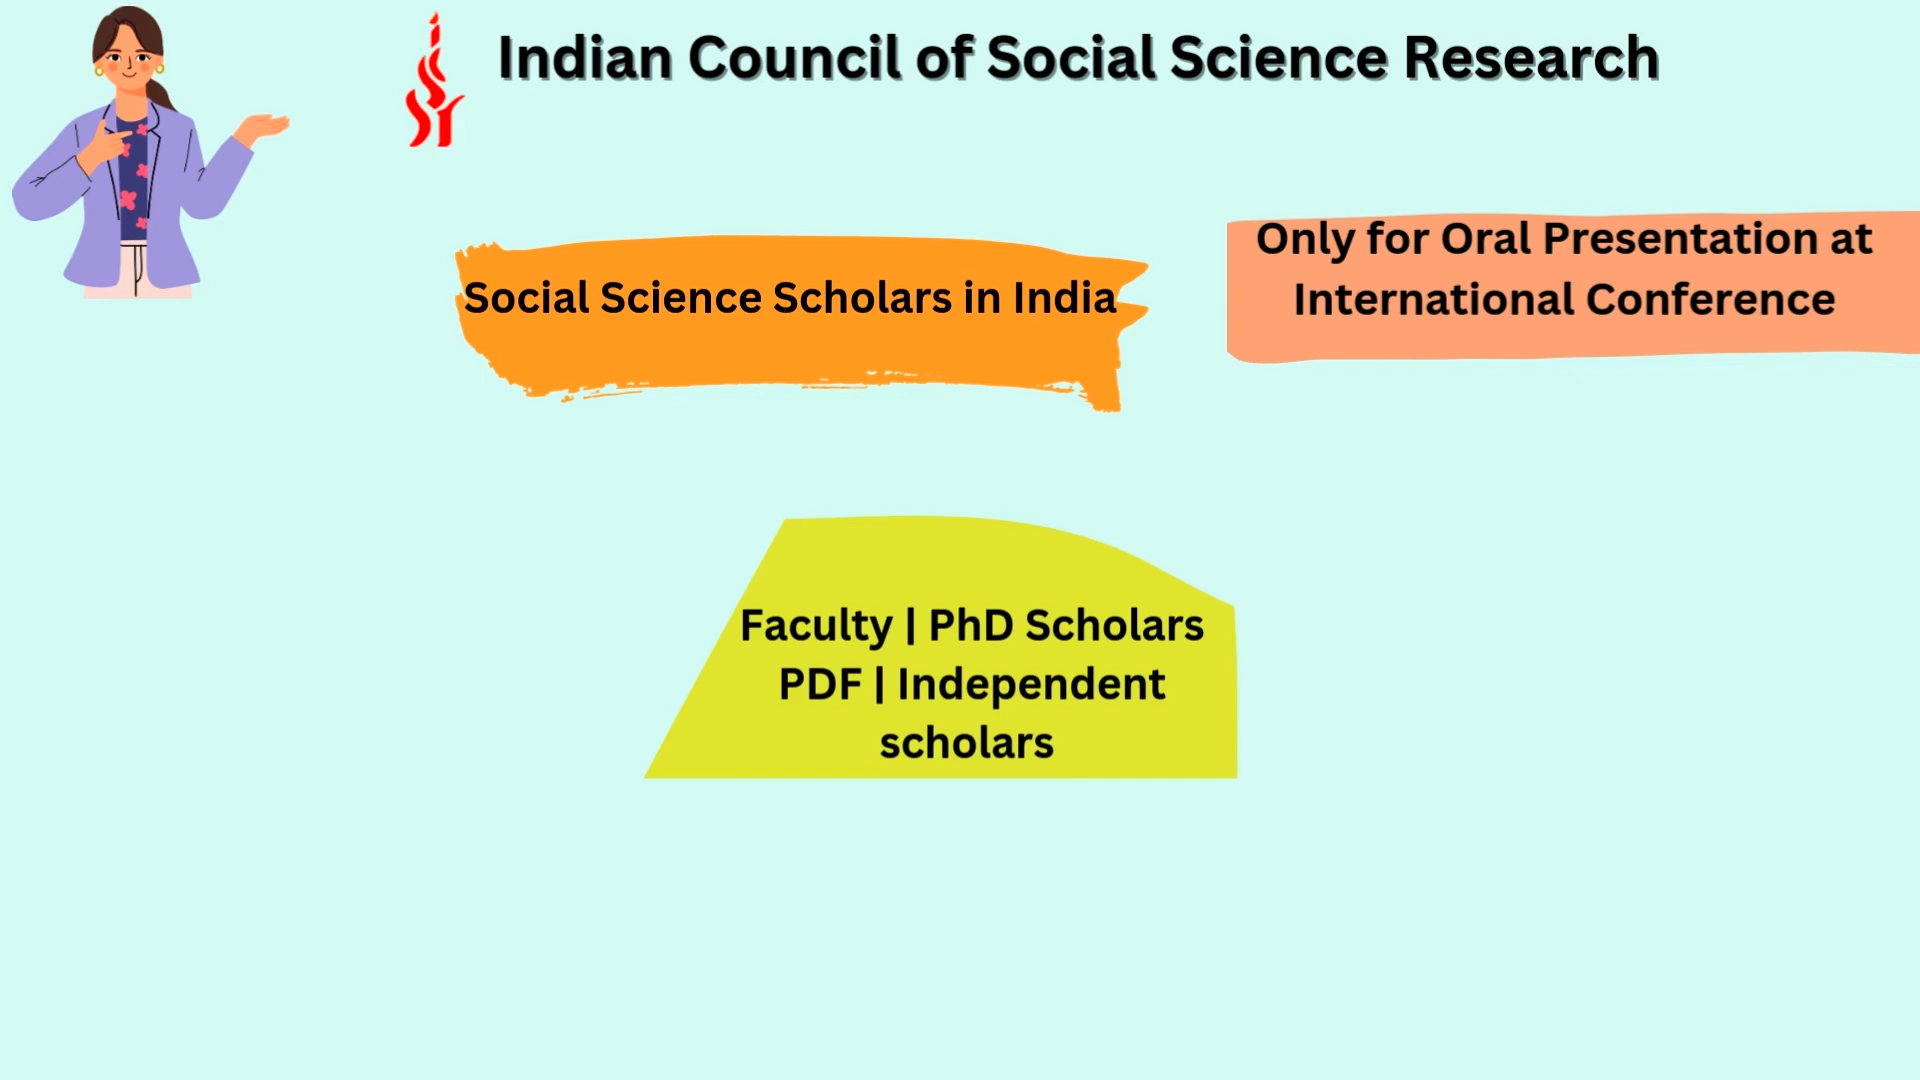 Indian Council of Social Science Research
Social Science Scholars in India
Only for Oral Presentation at
International Conference
Faculty | PhD Scholars
PDF | Independent
scholars